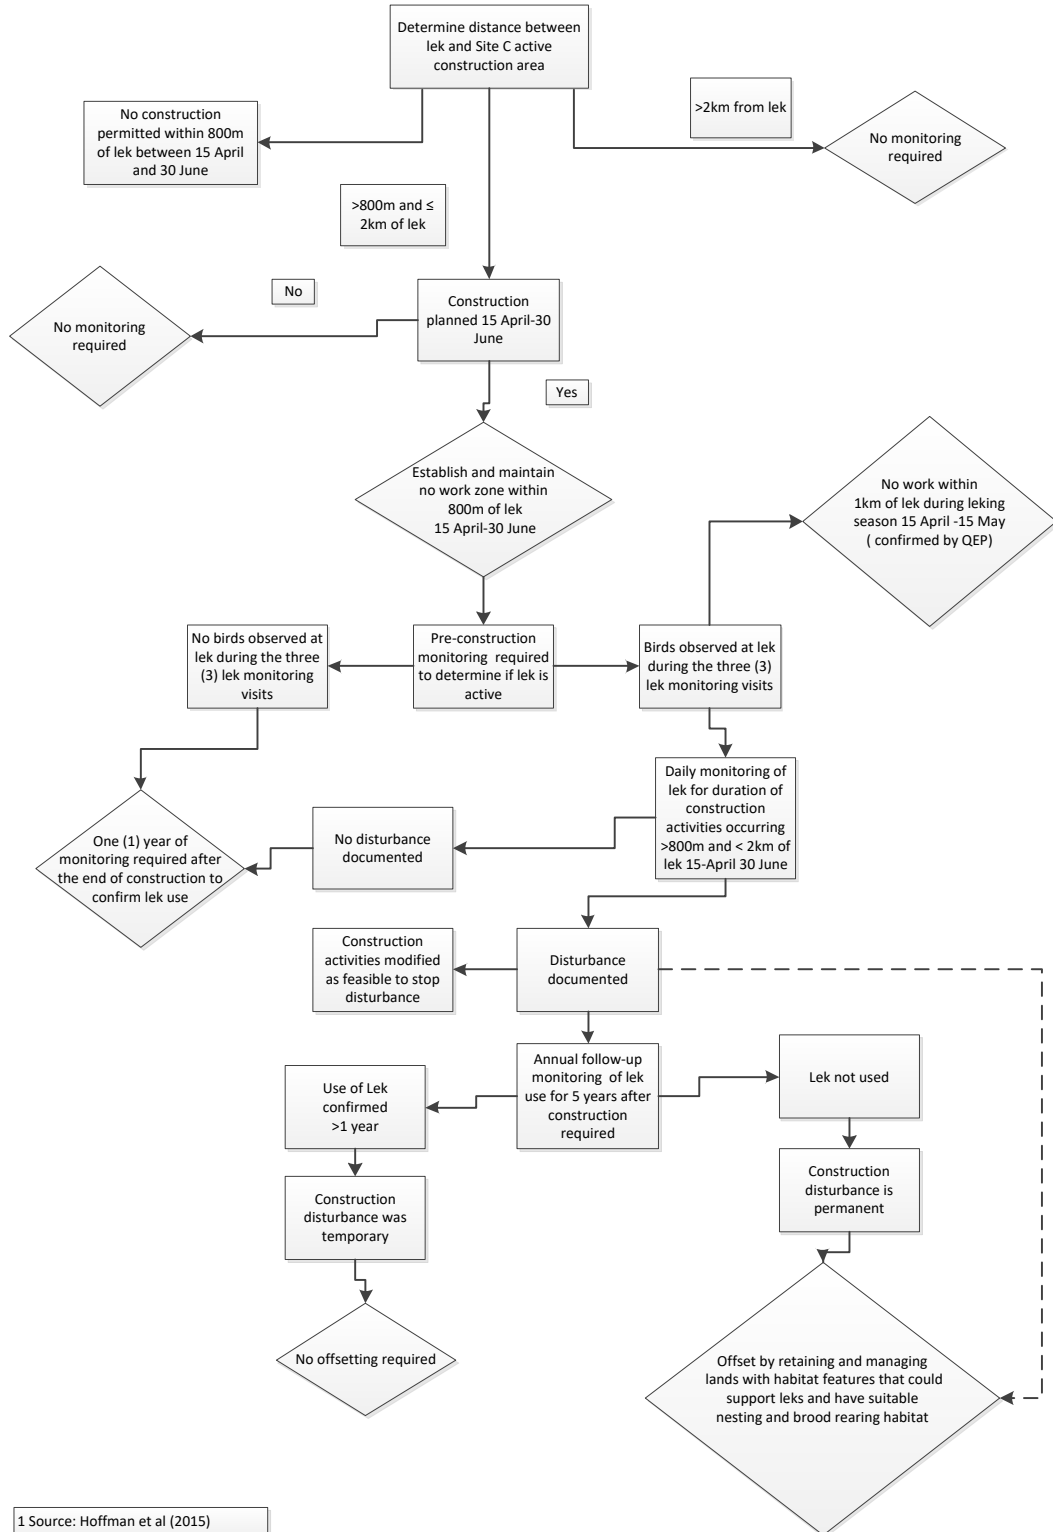 Determine distance between
lek and Site C active
construction area
>2km from lek
No construction
permitted within 800m
of lek between 15 April
and 30 June
No monitoring
required
>800m and ≤
2km of lek
No
Construction
planned 15 April-30
June
No monitoring
required
Yes
Establish and maintain
no work zone within
800m of lek
15 April-30 June
No work within
1km of lek during leking
season 15 April -15 May
( confirmed by QEP)
No birds observed at
lek during the three
(3) lek monitoring
visits
Pre-construction
monitoring required
to determine if lek is
active
Birds observed at lek
during the three (3)
lek monitoring visits
Daily monitoring of
lek for duration of
construction
activities occurring
>800m and < 2km of
lek 15-April 30 June
No disturbance
documented
One (1) year of
monitoring required after
the end of construction to
confirm lek use
Construction
activities modified
as feasible to stop
disturbance
Disturbance
documented
Annual follow-up
monitoring of lek
use for 5 years after
construction
required
Lek not used
Use of Lek
confirmed
>1 year
Construction
disturbance is
permanent
Construction
disturbance was
temporary
No offsetting required
Offset by retaining and managing
lands with habitat features that could
support leks and have suitable
nesting and brood rearing habitat
1 Source: Hoffman et al (2015)